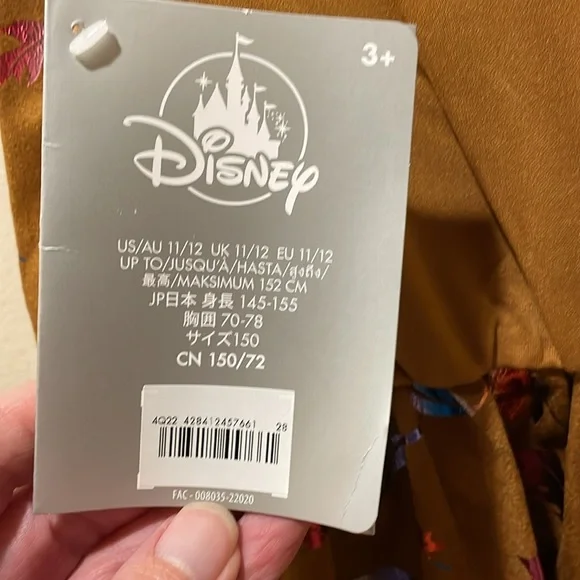 3+
Disney
US/AU 11/12 UK 11/12 EU 11/12
UP TO/JUSQU'À/HASTA/สูงถึง/
最高/MAKSIMUM 152 CM
JP日本 身長 145-155
胸囲 70-78
サイズ150
CN 150/72
4Q22 428412457661 28
FAC - 008035-22020